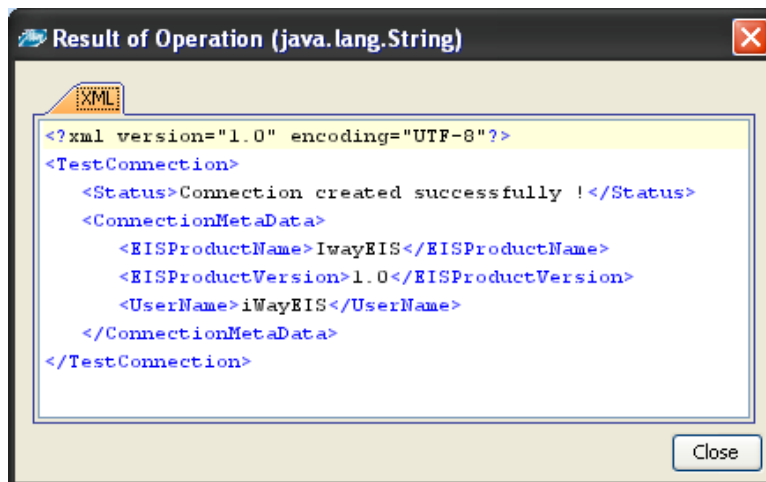 Result of Operation (java.lang.String)
XML
<?xml version="1.0" encoding="UTF-8"?>
<TestConnection>
<Status>Connection created successfully !</Status>
<ConnectionMetaData>
<EISProductName>IwayEIS</EISProductName>
<EISProductVersion>1.0</EISProductVersion>
<UserName>iWayEIS</UserName>
</ConnectionMetaData>
</TestConnection>
Close